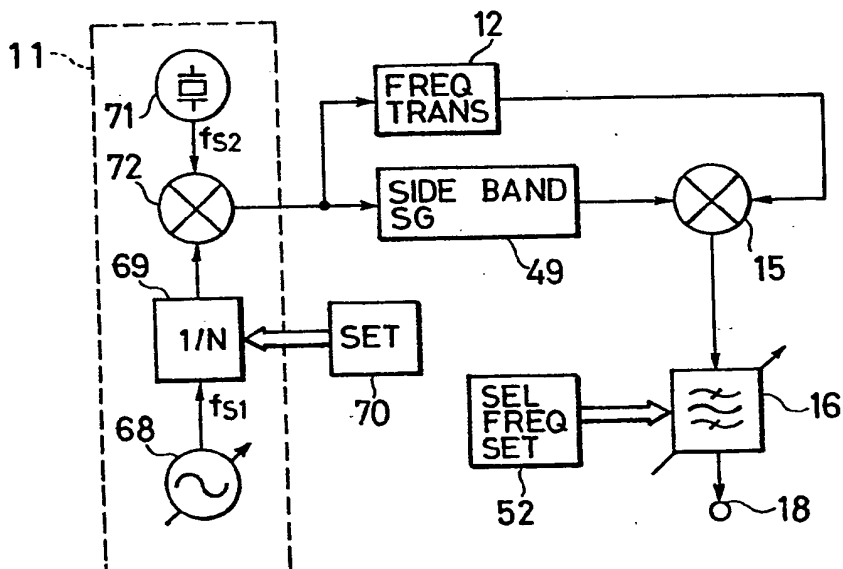 11
12
71
fS2
FREQ
TRANS
72
SIDE BAND
SG
49
15
69
1/N
SET
70
fS1
68
SEL
FREQ
SET
52
16
18